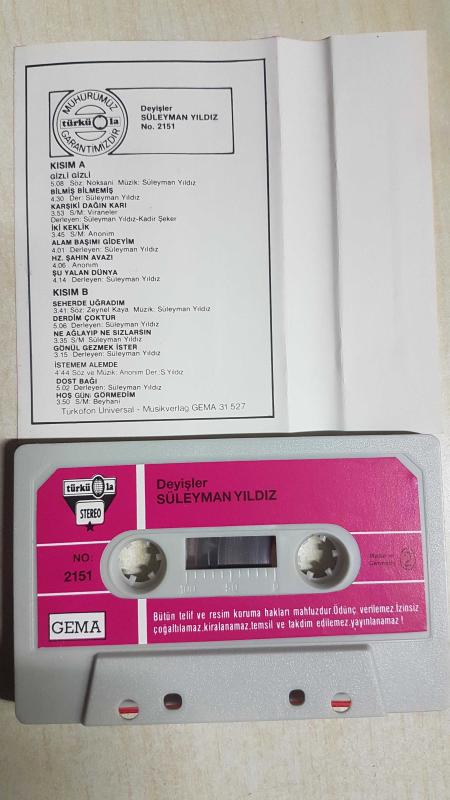 MÜHÜRÜMÜZ
türkü la
GARANTİMİZDİR
Deyişler
SÜLEYMAN YILDIZ
No. 2151
KISIM A
GİZLİ GİZLİ
5.08 Söz: Noksani Müzik: Süleyman Yıldız
BİLMİŞ BİLMEMİŞ
4.30 Der: Süleyman Yıldız
KARŞIKİ DAĞIN KARI
3.53 S/M: Viraneler
Derleyen: Süleyman Yıldız-Kadir Şeker
İKİ KEKLİK
3.45 S/M: Anonim
ALAM BAŞIMI GİDEYİM
4.01 Derleyen: Süleyman Yıldız
HZ. ŞAHIN AVAZI
4.06 Anonim
ŞU YALAN DÜNYA
4.14 Derleyen: Süleyman Yıldız
KISIM B
SEHERDE UĞRADIM
3.41 Söz: Zeynel Kaya Müzik: Süleyman Yıldız
DERDİM ÇOKTUR
5.06 Derleyen: Süleyman Yıldız
NE AĞLAYIP NE SIZLARSIN
3.35 S/M Süleyman Yıldız
GÖNÜL GEZMEK İSTER
3.15 Derleyen: Süleyman Yıldız
İSTEMEM ALEMDE
4'44 Söz ve Müzik: Anonim Der: S.Yıldız
DOST BAĞI
5.02 Derleyen: Süleyman Yıldız
HOŞ GÜNÜ GÖRMEDİM
3.50 S/M: Beyhani
Türkofon Universal - Musikverlag GEMA 31 527
türkü la
STEREO
Deyişler
SÜLEYMAN YILDIZ
NO:
2151
100 50 0
Made in
Germany
2
GEMA
Bütün telif ve resim koruma hakları mahfuzdur.Ödünç verilemez.İzinsiz
çoğaltılamaz.kiralanamaz.temsil ve takdim edilemez.yayınlanamaz!